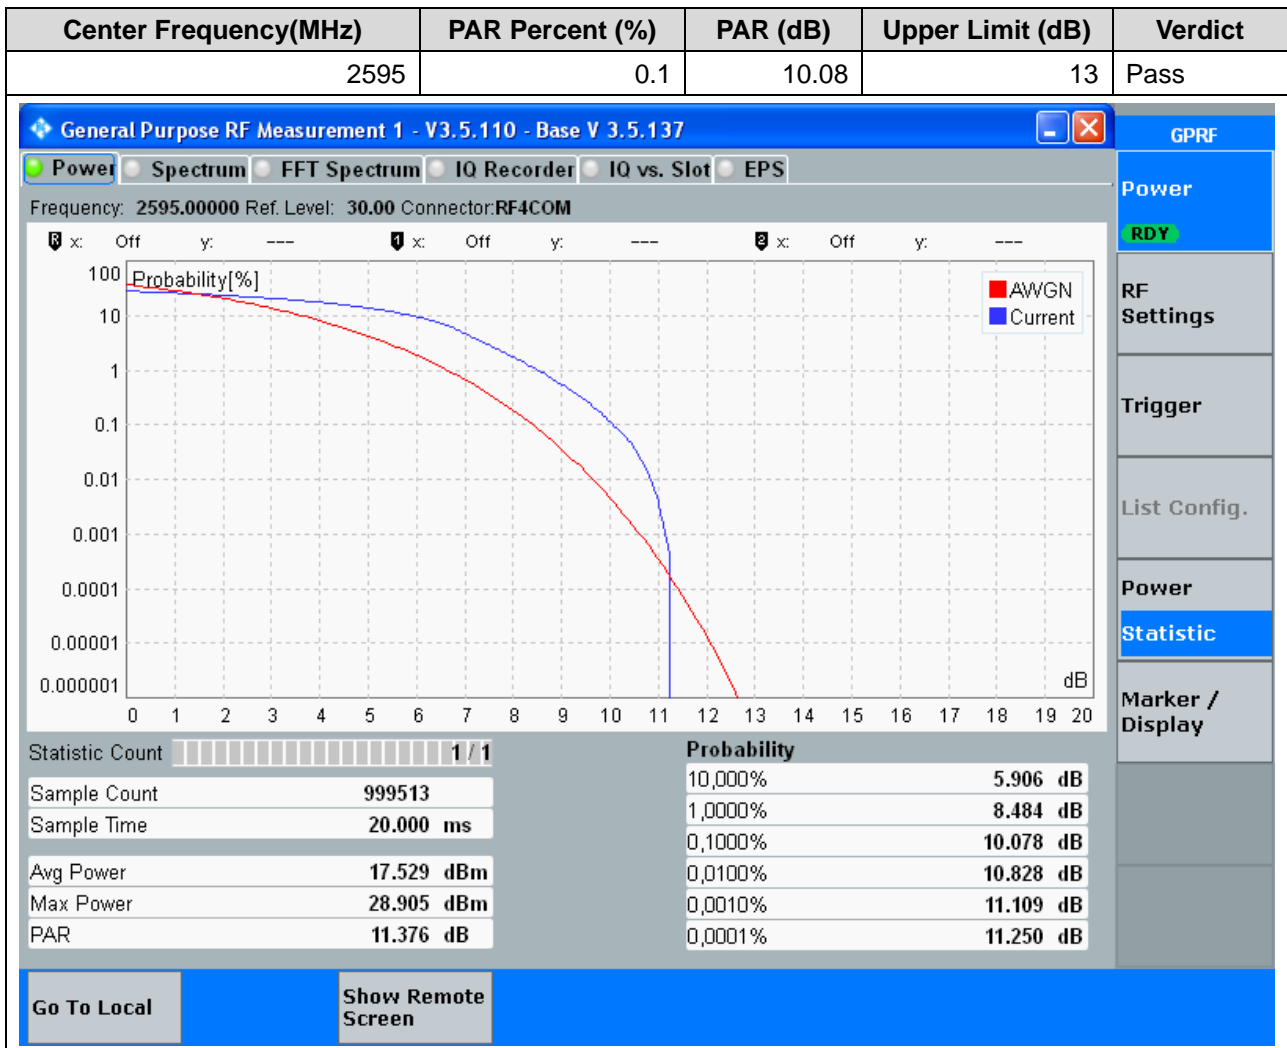 Center Frequency(MHz) PAR Percent (%) PAR (dB) Upper Limit (dB) Verdict
2595 0.1 10.08 13 Pass
General Purpose RF Measurement 1 - V3.5.110 - Base V 3.5.137
GPRF
Power Spectrum FFT Spectrum IQ Recorder IQ vs. Slot EPS
Frequency: 2595.00000 Ref. Level: 30.00 Connector:RF4COM
R x: Off y: --- 1 x: Off y: --- 2 x: Off y: ---
Probability[%]
AWGN
Current
100
10
1
0.1
0.01
0.001
0.0001
0.00001
0.000001
dB
0 1 2 3 4 5 6 7 8 9 10 11 12 13 14 15 16 17 18 19 20
Statistic Count 1 / 1
Sample Count 999513
Sample Time 20.000 ms
Avg Power 17.529 dBm
Max Power 28.905 dBm
PAR 11.376 dB
Probability
10,000% 5.906 dB
1,0000% 8.484 dB
0,1000% 10.078 dB
0,0100% 10.828 dB
0,0010% 11.109 dB
0,0001% 11.250 dB
Power
RDY
RF
Settings
Trigger
List Config.
Power
Statistic
Marker /
Display
Go To Local
Show Remote
Screen